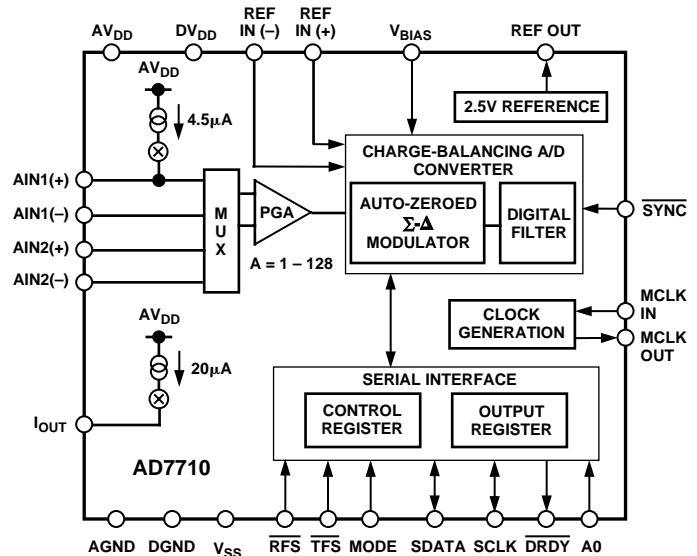 AVDD
DVDD
REF
IN (–)
REF
IN (+)
VBIAS
REF OUT
AVDD
4.5µA
2.5V REFERENCE
CHARGE-BALANCING A/D
CONVERTER
AIN1(+)
AIN1(–)
AIN2(+)
AIN2(–)
M
U
X
PGA
A = 1 – 128
AUTO-ZEROED
Σ-Δ
MODULATOR
DIGITAL
FILTER
SYNC
AVDD
20µA
IOUT
CLOCK
GENERATION
MCLK
IN
MCLK
OUT
SERIAL INTERFACE
CONTROL
REGISTER
OUTPUT
REGISTER
AD7710
AGND
DGND
VSS
RFS
TFS
MODE
SDATA
SCLK
DRDY
A0